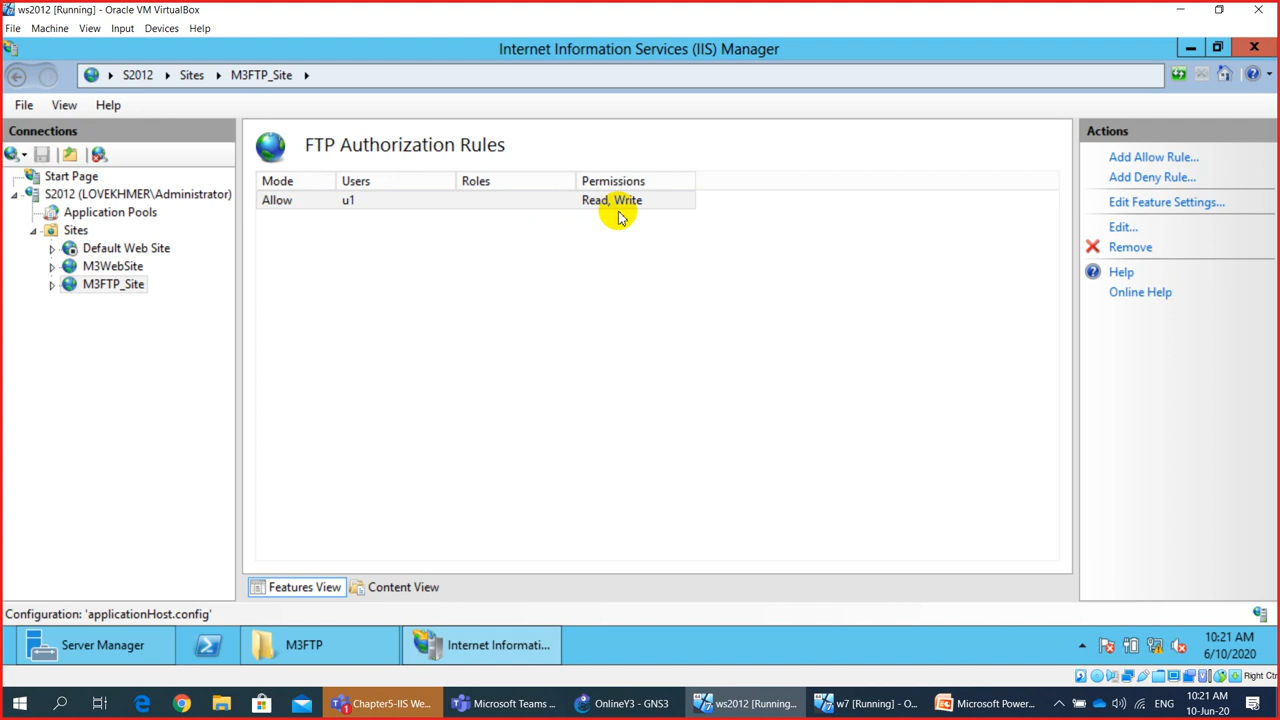 ws2012 [Running] - Oracle VM VirtualBox
File Machine View Input Devices Help
Internet Information Services (IIS) Manager
S2012 Sites M3FTP_Site
File View Help
Connections
Start Page
S2012 (LOVEKHMER\Administrator)
Application Pools
Sites
Default Web Site
M3WebSite
M3FTP_Site
FTP Authorization Rules
Mode Users Roles Permissions
Allow u1 Read, Write
Actions
Add Allow Rule...
Add Deny Rule...
Edit Feature Settings...
Edit...
Remove
Help
Online Help
Features View Content View
Configuration: 'applicationHost.config'
Server Manager M3FTP Internet Informati... 10:21 AM
6/10/2020
Right Ctr
Chapter5-IIS We... Microsoft Teams ... OnlineY3 - GNS3 ws2012 [Running... w7 [Running] - O... Microsoft Power... ENG 10:21 AM
10-Jun-20